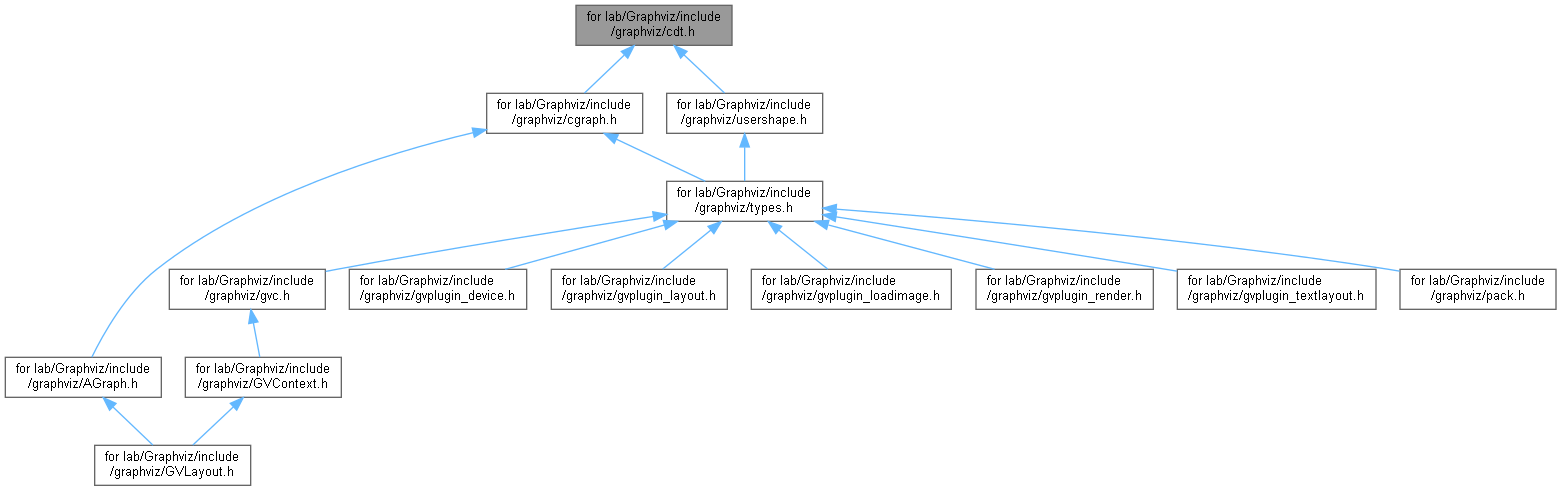 for lab/Graphviz/include
/graphviz/cdt.h
for lab/Graphviz/include
/graphviz/cgraph.h
for lab/Graphviz/include
/graphviz/usershape.h
for lab/Graphviz/include
/graphviz/types.h
for lab/Graphviz/include
/graphviz/gvc.h
for lab/Graphviz/include
/graphviz/gvplugin_device.h
for lab/Graphviz/include
/graphviz/gvplugin_layout.h
for lab/Graphviz/include
/graphviz/gvplugin_loadimage.h
for lab/Graphviz/include
/graphviz/gvplugin_render.h
for lab/Graphviz/include
/graphviz/gvplugin_textlayout.h
for lab/Graphviz/include
/graphviz/pack.h
for lab/Graphviz/include
/graphviz/AGraph.h
for lab/Graphviz/include
/graphviz/GVContext.h
for lab/Graphviz/include
/graphviz/GVLayout.h